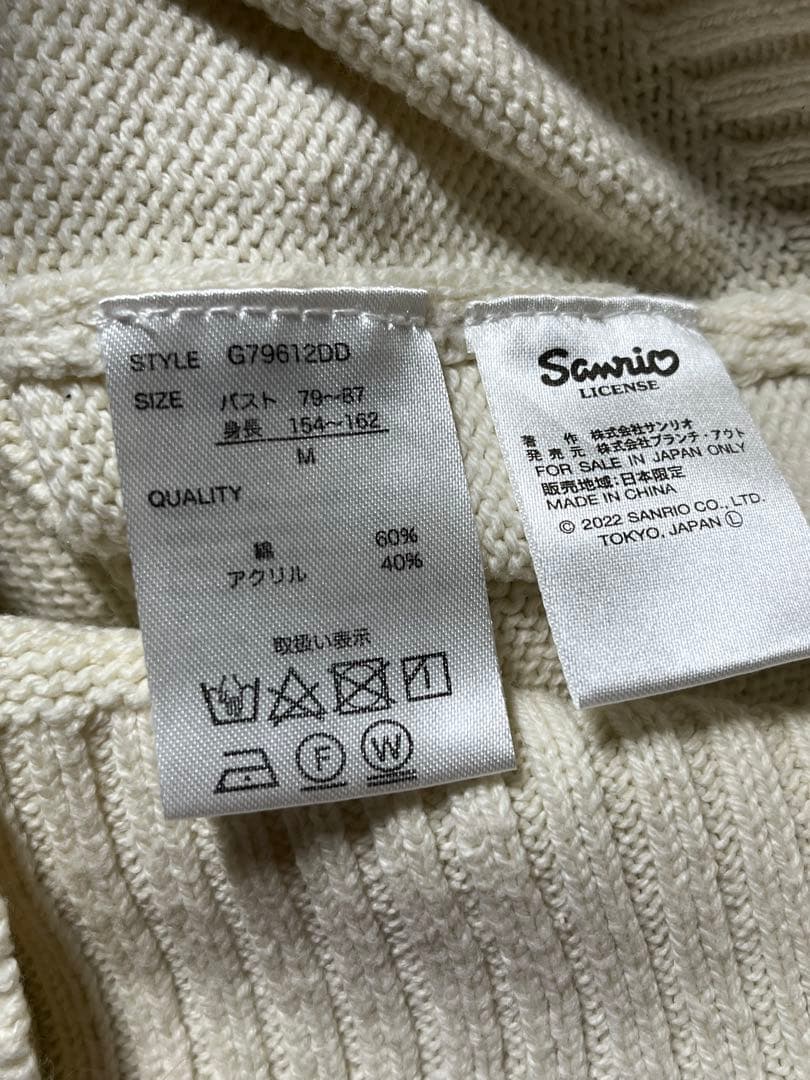 STYLE G79612DD
SIZE バスト 79〜87
身長 154〜162
M
QUALITY
綿 60%
アクリル 40%
取扱い表示
F W
Sanrio
LICENSE
著作 株式会社サンリオ
発売元 株式会社ブランチ・アウト
FOR SALE IN JAPAN ONLY
販売地域:日本限定
MADE IN CHINA
© 2022 SANRIO CO., LTD.
TOKYO, JAPAN Ⓛ